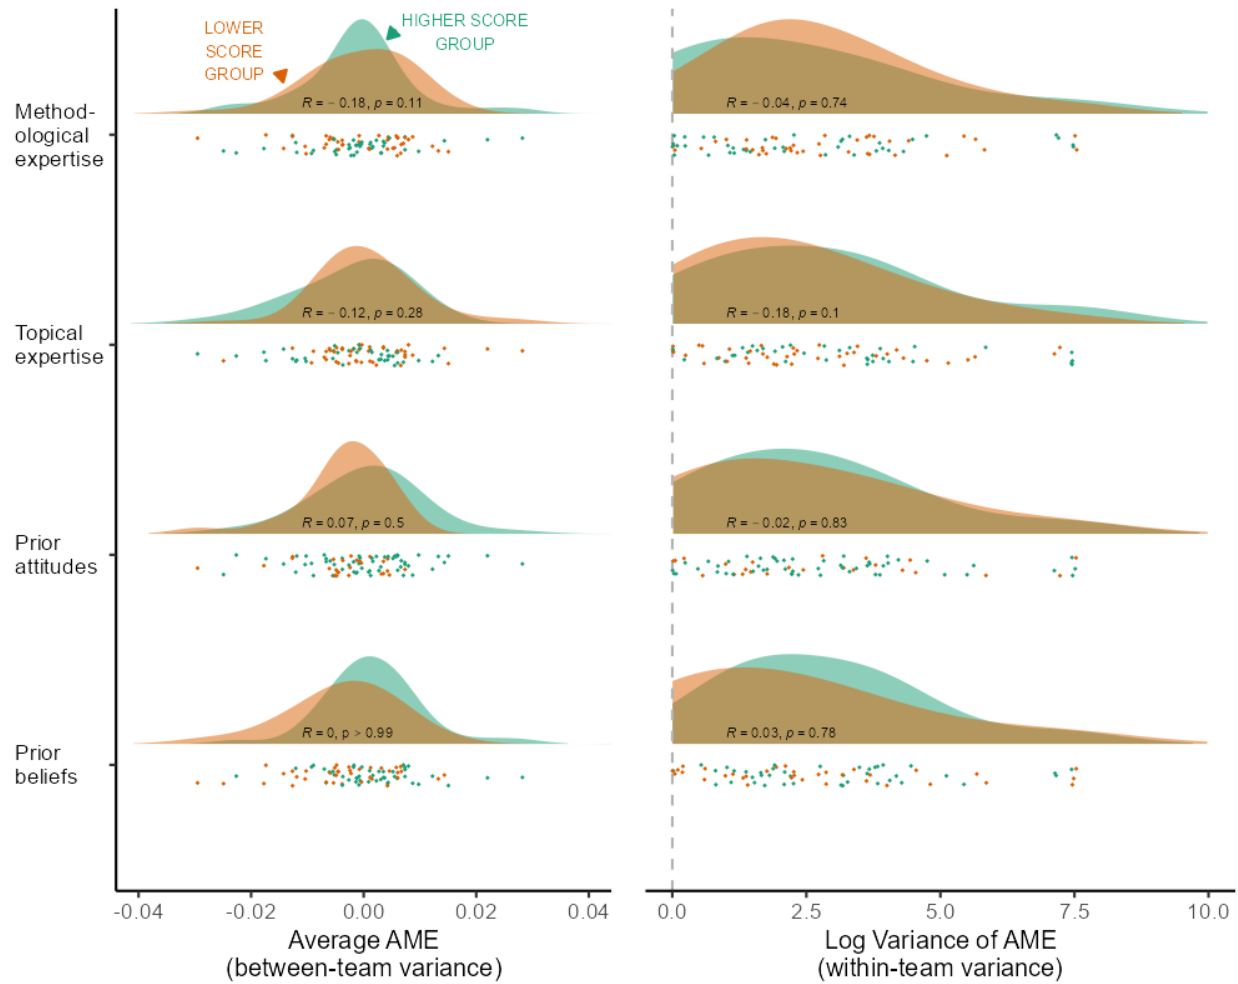 LOWER
SCORE
GROUP
HIGHER SCORE
GROUP
Method-
ological
expertise
R = − 0.18, p = 0.11
R = − 0.04, p = 0.74
Topical
expertise
R = − 0.12, p = 0.28
R = − 0.18, p = 0.1
Prior
attitudes
R = 0.07, p = 0.5
R = − 0.02, p = 0.83
Prior
beliefs
R = 0, p > 0.99
R = 0.03, p = 0.78
-0.04 -0.02 0.00 0.02 0.04
0.0 2.5 5.0 7.5 10.0
Average AME
(between-team variance)
Log Variance of AME
(within-team variance)